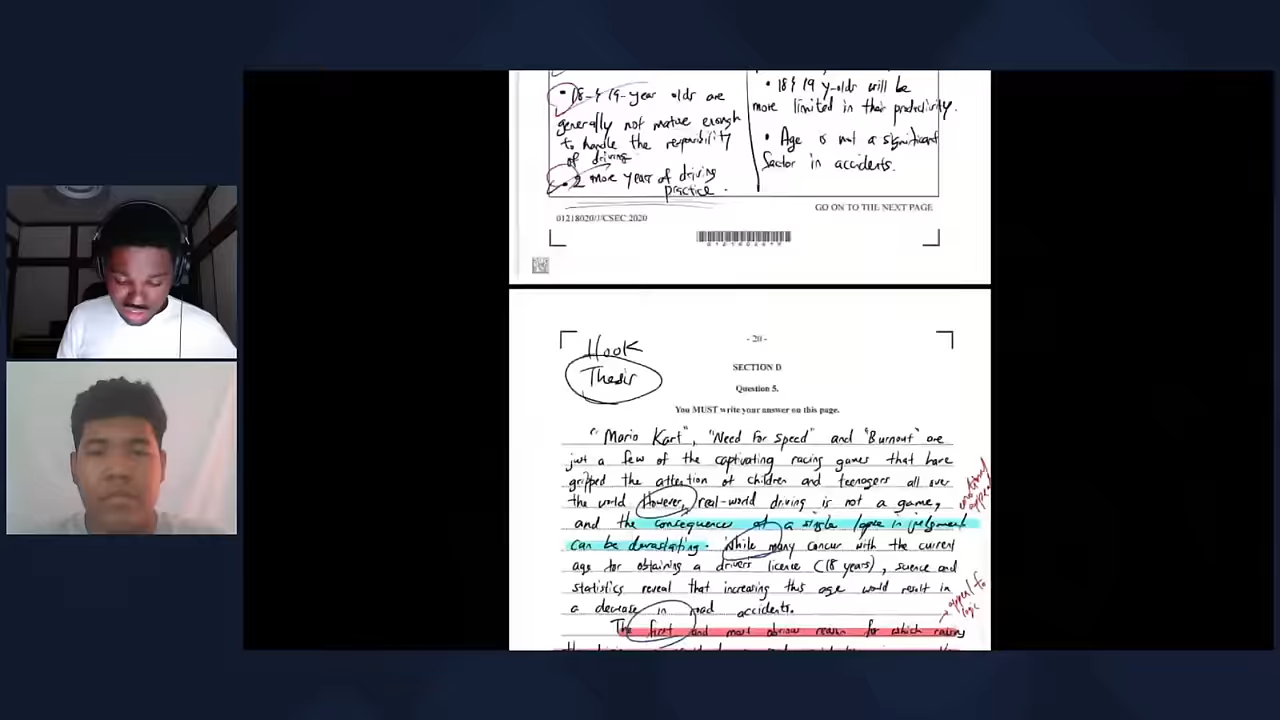 • 18 & 19-year olds are
generally not mature enough
to handle the responsibility
of driving
• 2 more year of driving
practice.
• 18 & 19 y-olds will be
more limited in their productivity.
• Age is not a significant
factor in accidents.
01218020/J/CSEC 2020
GO ON TO THE NEXT PAGE
- 20 -
Hook
Thesis
SECTION D
Question 5.
You MUST write your answer on this page.
"Mario Kart", "Need For Speed" and "Burnout" are
just a few of the captivating racing games that have
gripped the attention of children and teenagers all over
the world. However, real-world driving is not a game,
and the consequence of a single lapse in judgment
can be devastating. While many concur with the current
age for obtaining a drivers licence (18 years), science and
statistics reveal that increasing this age would result in
a decrease in road accidents.
The first and most obvious reason for which raising
emotional
appeal
→ appeal to
logic